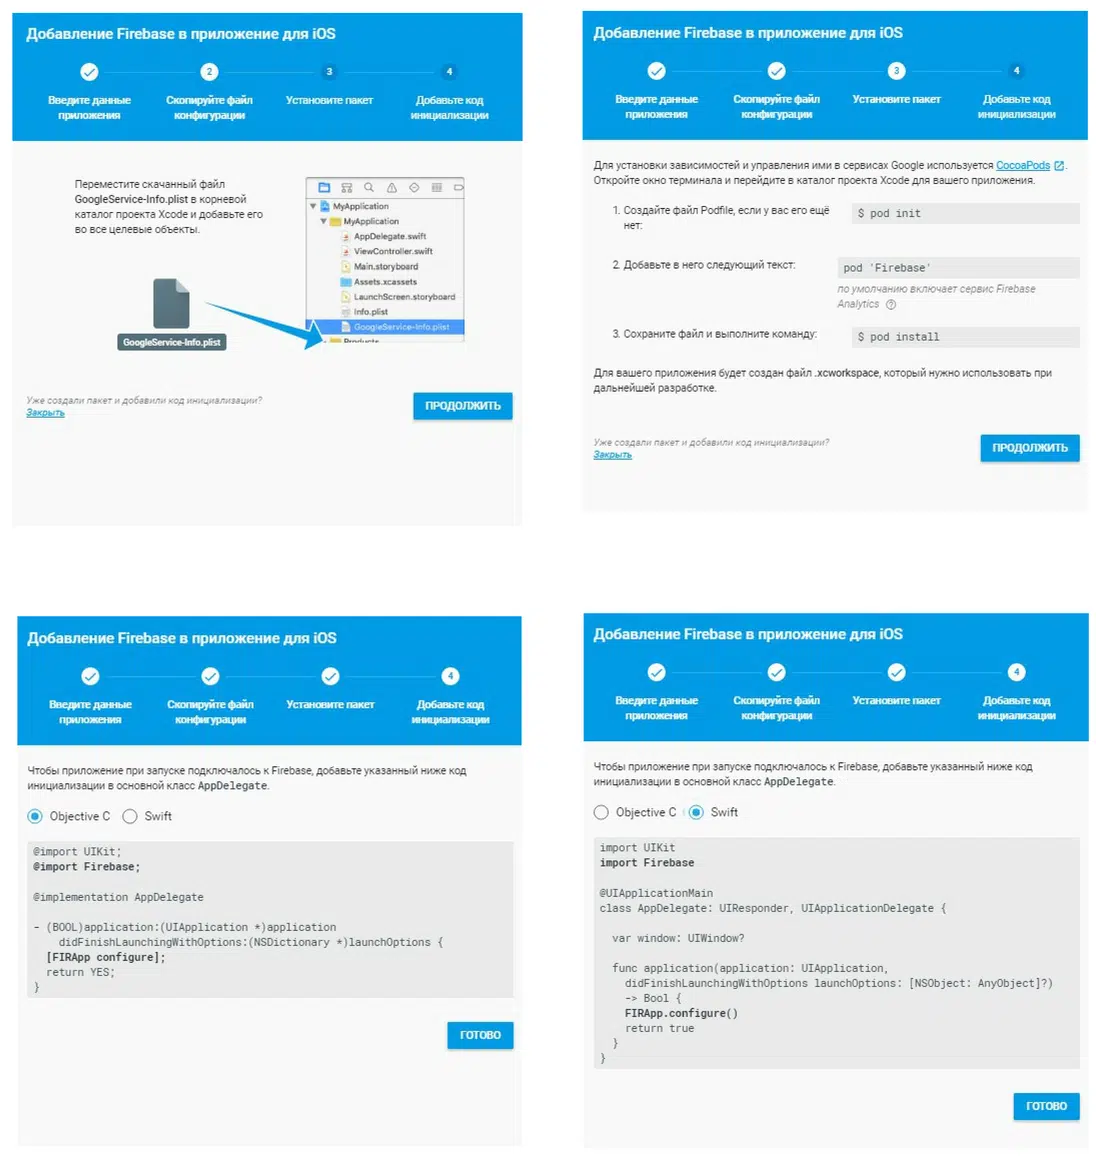 Добавление Firebase в приложение для iOS
2
3
4
Введите данные
приложения
Скопируйте файл
конфигурации
Установите пакет
Добавьте код
инициализации
Переместите скачанный файл
GoogleService-Info.plist в корневой
каталог проекта Xcode и добавьте его
во все целевые объекты.
GoogleService-Info.plist
MyApplication
MyApplication
AppDelegate.swift
ViewController.swift
Main.storyboard
Assets.xcassets
LaunchScreen.storyboard
Info.plist
GoogleService-Info.plist
Products
Уже создали пакет и добавили код инициализации?
Закрыть
ПРОДОЛЖИТЬ
Добавление Firebase в приложение для iOS
3
4
Введите данные
приложения
Скопируйте файл
конфигурации
Установите пакет
Добавьте код
инициализации
Для установки зависимостей и управления ими в сервисах Google используется CocoaPods.
Откройте окно терминала и перейдите в каталог проекта Xcode для вашего приложения.
1. Создайте файл Podfile, если у вас его ещё
нет:
$ pod init
2. Добавьте в него следующий текст:
pod 'Firebase'
по умолчанию включает сервис Firebase
Analytics ?
3. Сохраните файл и выполните команду:
$ pod install
Для вашего приложения будет создан файл .xcworkspace, который нужно использовать при
дальнейшей разработке.
Уже создали пакет и добавили код инициализации?
Закрыть
ПРОДОЛЖИТЬ
Добавление Firebase в приложение для iOS
4
Введите данные
приложения
Скопируйте файл
конфигурации
Установите пакет
Добавьте код
инициализации
Чтобы приложение при запуске подключалось к Firebase, добавьте указанный ниже код
инициализации в основной класс AppDelegate.
Objective C
Swift
@import UIKit;
@import Firebase;
@implementation AppDelegate
- (BOOL)application:(UIApplication *)application
didFinishLaunchingWithOptions:(NSDictionary *)launchOptions {
[FIRApp configure];
return YES;
}
ГОТОВО
Добавление Firebase в приложение для iOS
4
Введите данные
приложения
Скопируйте файл
конфигурации
Установите пакет
Добавьте код
инициализации
Чтобы приложение при запуске подключалось к Firebase, добавьте указанный ниже код
инициализации в основной класс AppDelegate.
Objective C
Swift
import UIKit
import Firebase
@UIApplicationMain
class AppDelegate: UIResponder, UIApplicationDelegate {
var window: UIWindow?
func application(application: UIApplication,
didFinishLaunchingWithOptions launchOptions: [NSObject: AnyObject]?)
-> Bool {
FIRApp.configure()
return true
}
}
ГОТОВО